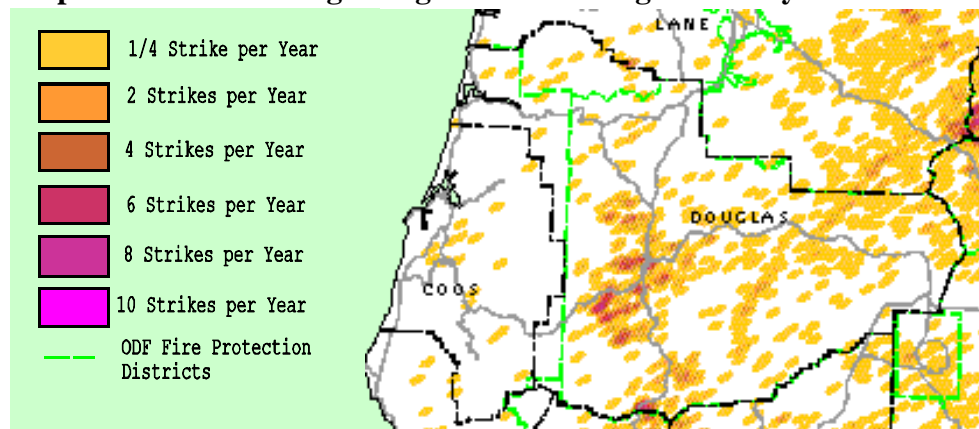 1/4 Strike per Year
2 Strikes per Year
4 Strikes per Year
6 Strikes per Year
8 Strikes per Year
10 Strikes per Year
ODF Fire Protection
Districts
LANE
DOUGLAS
COOS